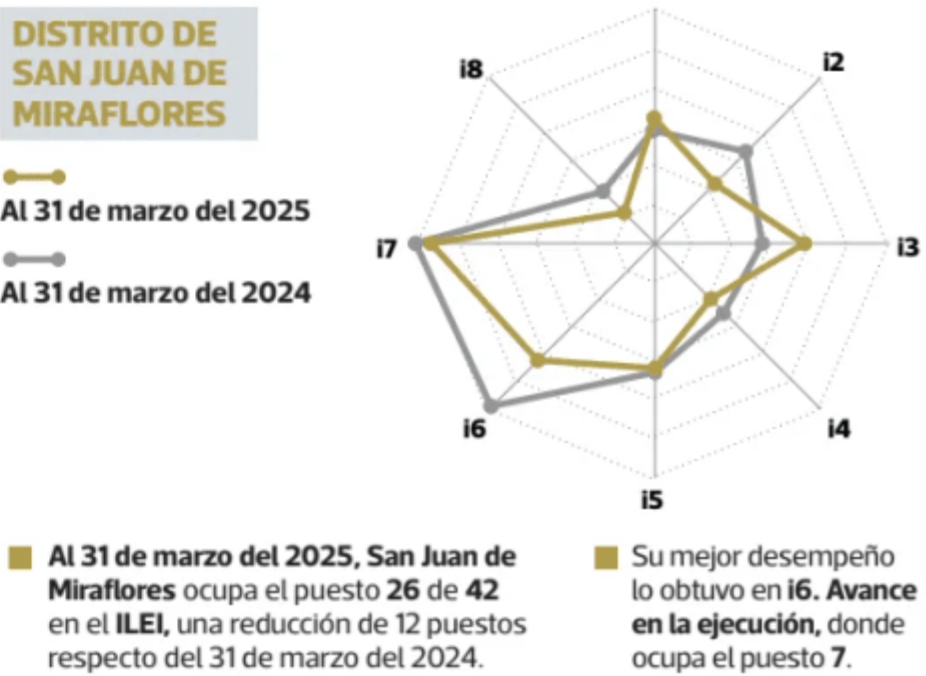 DISTRITO DE
SAN JUAN DE
MIRAFLORES
Al 31 de marzo del 2025
Al 31 de marzo del 2024
i8
i2
i7
i3
i6
i4
i5
Al 31 de marzo del 2025, San Juan de
Miraflores ocupa el puesto 26 de 42
en el ILEI, una reducción de 12 puestos
respecto del 31 de marzo del 2024.
Su mejor desempeño
lo obtuvo en i6. Avance
en la ejecución, donde
ocupa el puesto 7.